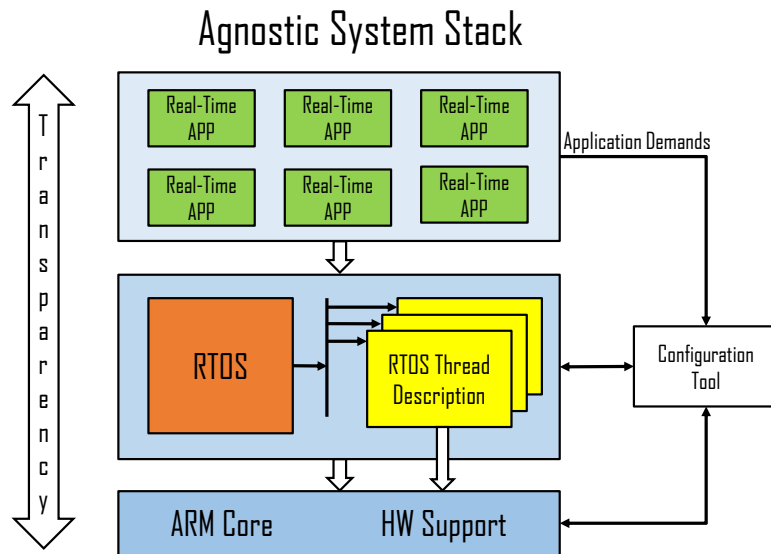 Agnostic System Stack
Transparency
Real-Time
APP
Real-Time
APP
Real-Time
APP
Real-Time
APP
Real-Time
APP
Real-Time
APP
Application Demands
RTOS
RTOS Thread
Description
Configuration
Tool
ARM Core
HW Support